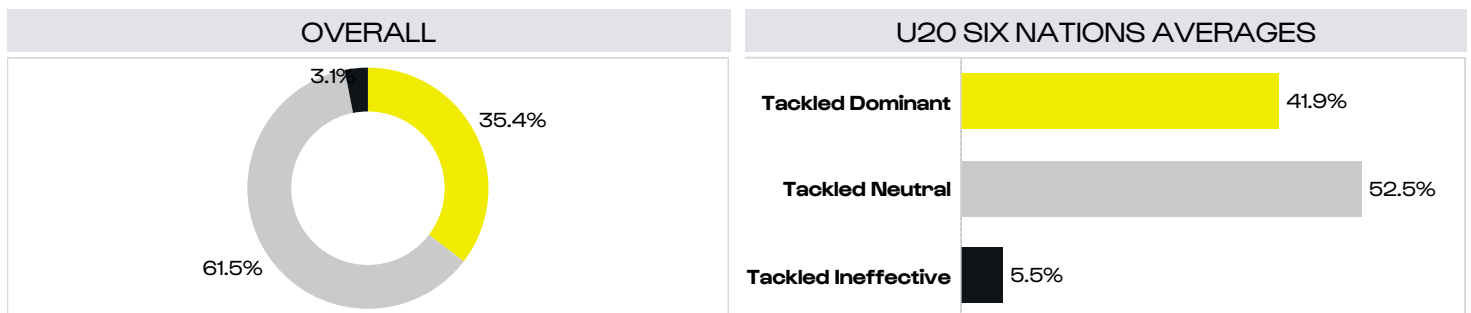 OVERALL
3.1%
35.4%
61.5%
U20 SIX NATIONS AVERAGES
Tackled Dominant 41.9%
Tackled Neutral 52.5%
Tackled Ineffective 5.5%